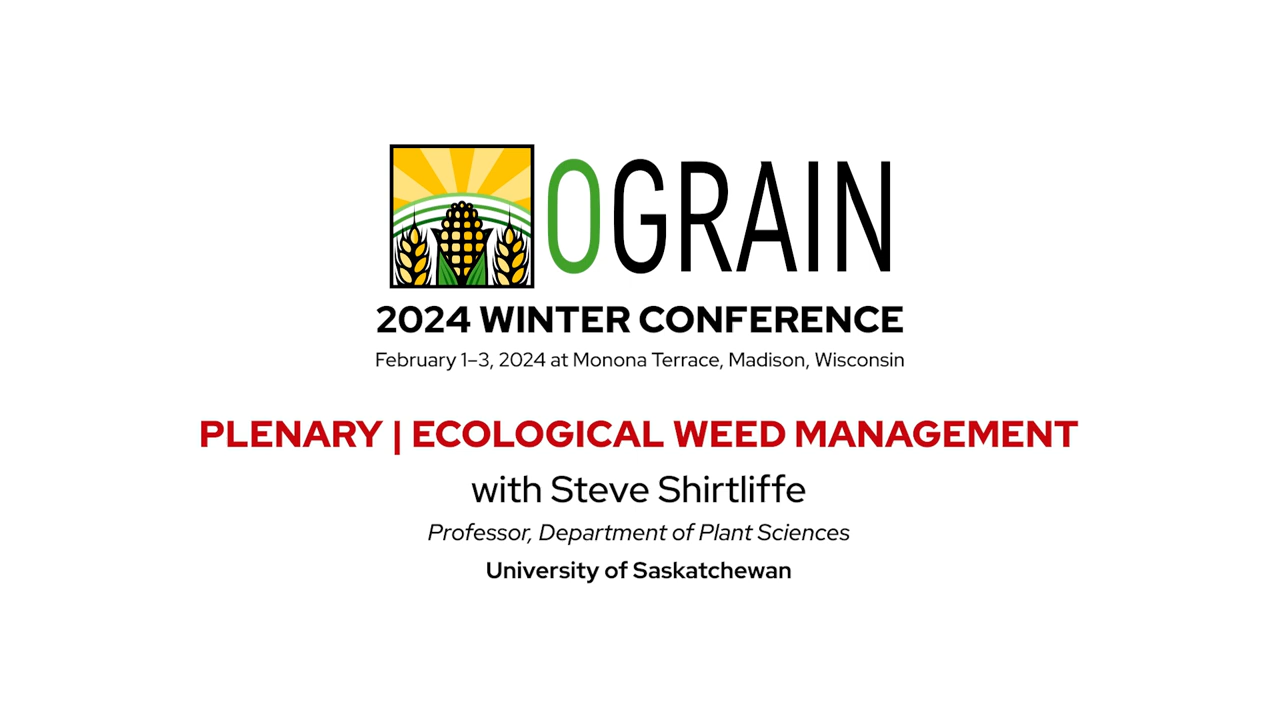 OGRAIN
2024 WINTER CONFERENCE
February 1–3, 2024 at Monona Terrace, Madison, Wisconsin
PLENARY | ECOLOGICAL WEED MANAGEMENT
with Steve Shirtliffe
Professor, Department of Plant Sciences
University of Saskatchewan